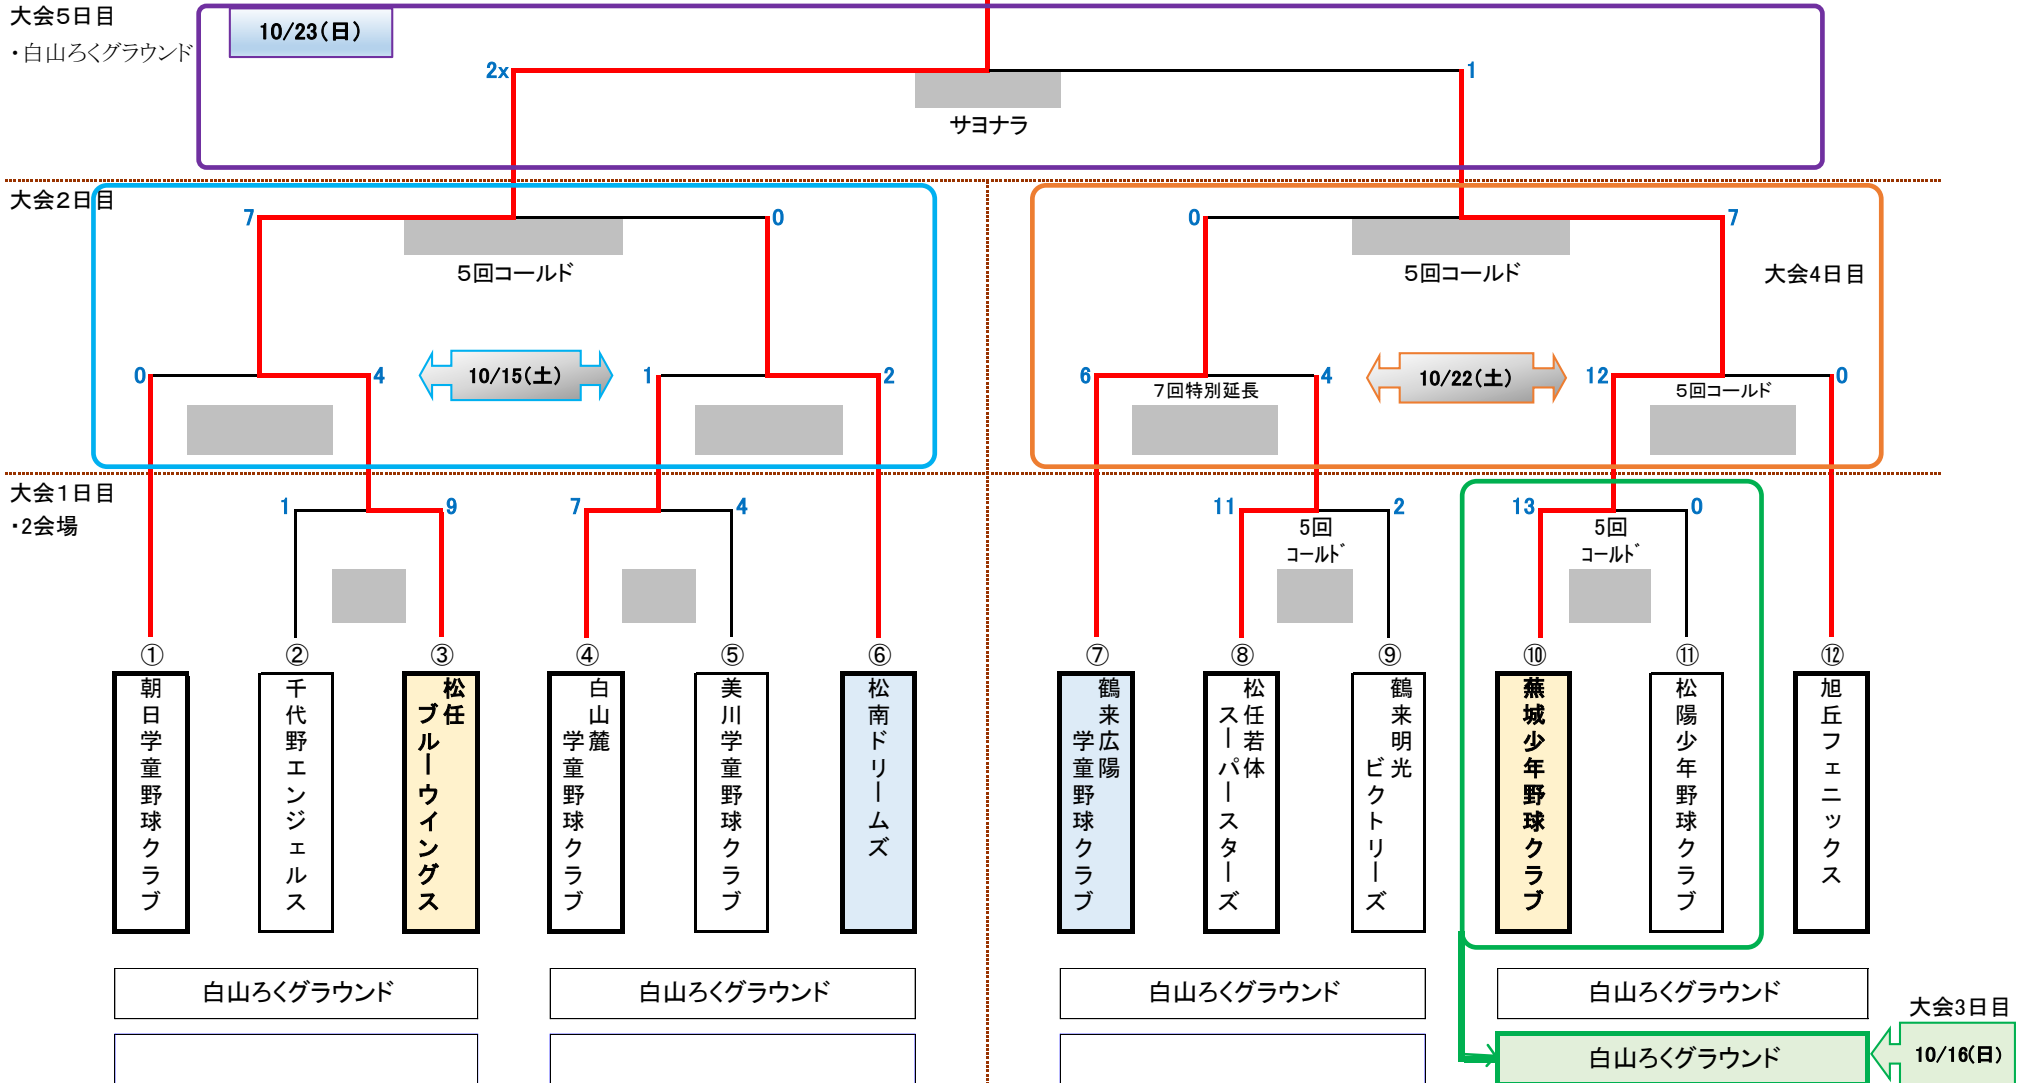 大会5日目
・白山ろくグラウンド
10/23(日)
2x
1
サヨナラ
大会2日目
7
0
5回コールド
0
7
5回コールド
大会4日目
0
4
10/15(土)
1
2
6
4
7回特別延長
10/22(土)
12
0
5回コールド
大会1日目
・2会場
1
9
7
4
11
2
5回
コールド
13
0
5回
コールド
①
②
③
④
⑤
⑥
⑦
⑧
⑨
⑩
⑪
⑫
朝日学童野球クラブ
千代野エンジェルス
松任
ブルーウイングス
白山麓
学童野球クラブ
美川学童野球クラブ
松南ドリームズ
鶴来広陽
学童野球クラブ
松任若体
スーパースターズ
鶴来明光
ビクトリーズ
蕪城少年野球クラブ
松陽少年野球クラブ
旭丘フェニックス
白山ろくグラウンド
白山ろくグラウンド
白山ろくグラウンド
白山ろくグラウンド
大会3日目
白山ろくグラウンド
10/16(日)